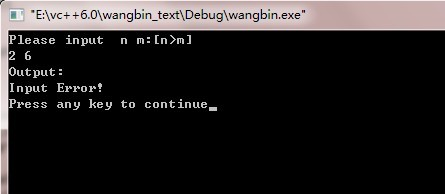 "E:\vc++6.0\wangbin_text\Debug\wangbin.exe"
Please input  n m:[n>m]
2 6
Output:
Input Error!
Press any key to continue_